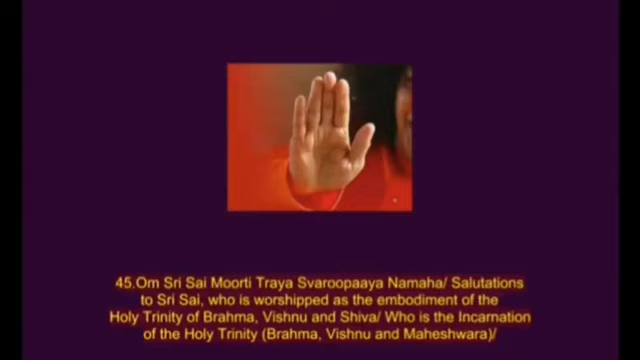 45.Om Sri Sai Moorti Traya Svaroopaaya Namaha/ Salutations
to Sri Sai, who is worshipped as the embodiment of the
Holy Trinity of Brahma, Vishnu and Shiva/ Who is the Incarnation
of the Holy Trinity (Brahma, Vishnu and Maheshwara)/